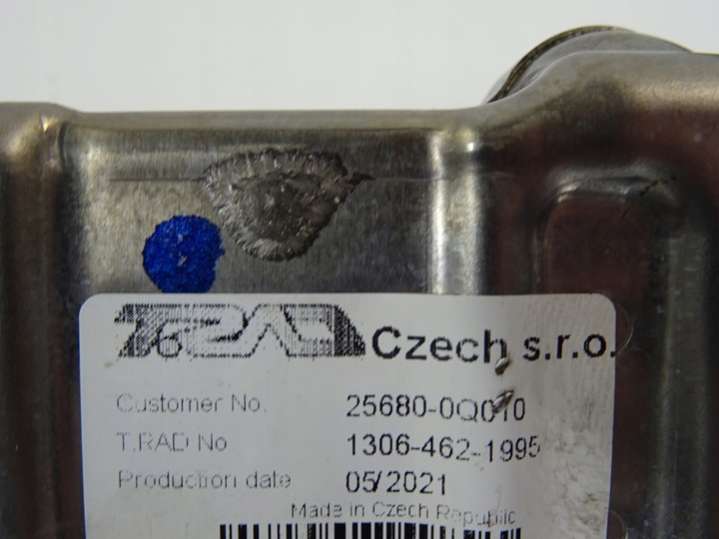 T.RAD Czech s.r.o.
Customer No. 25680-0Q010
T.RAD No 1306-462-1995
Production date 05/2021
Made in Czech Republic